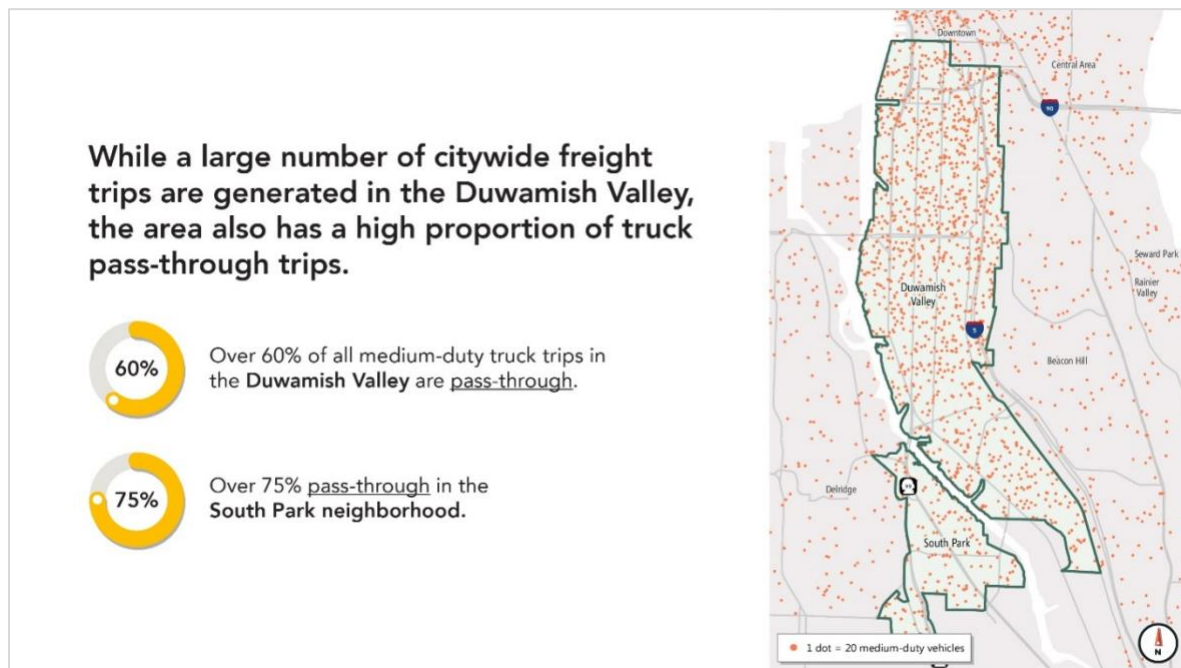 While a large number of citywide freight
trips are generated in the Duwamish Valley,
the area also has a high proportion of truck
pass-through trips.
60%
Over 60% of all medium-duty truck trips in
the Duwamish Valley are pass-through.
75%
Over 75% pass-through in the
South Park neighborhood.
Downtown
Central Area
90
Seward Park
Rainier
Valley
Duwamish
Valley
5
Beacon Hill
Delridge
99
South Park
1 dot = 20 medium-duty vehicles
N